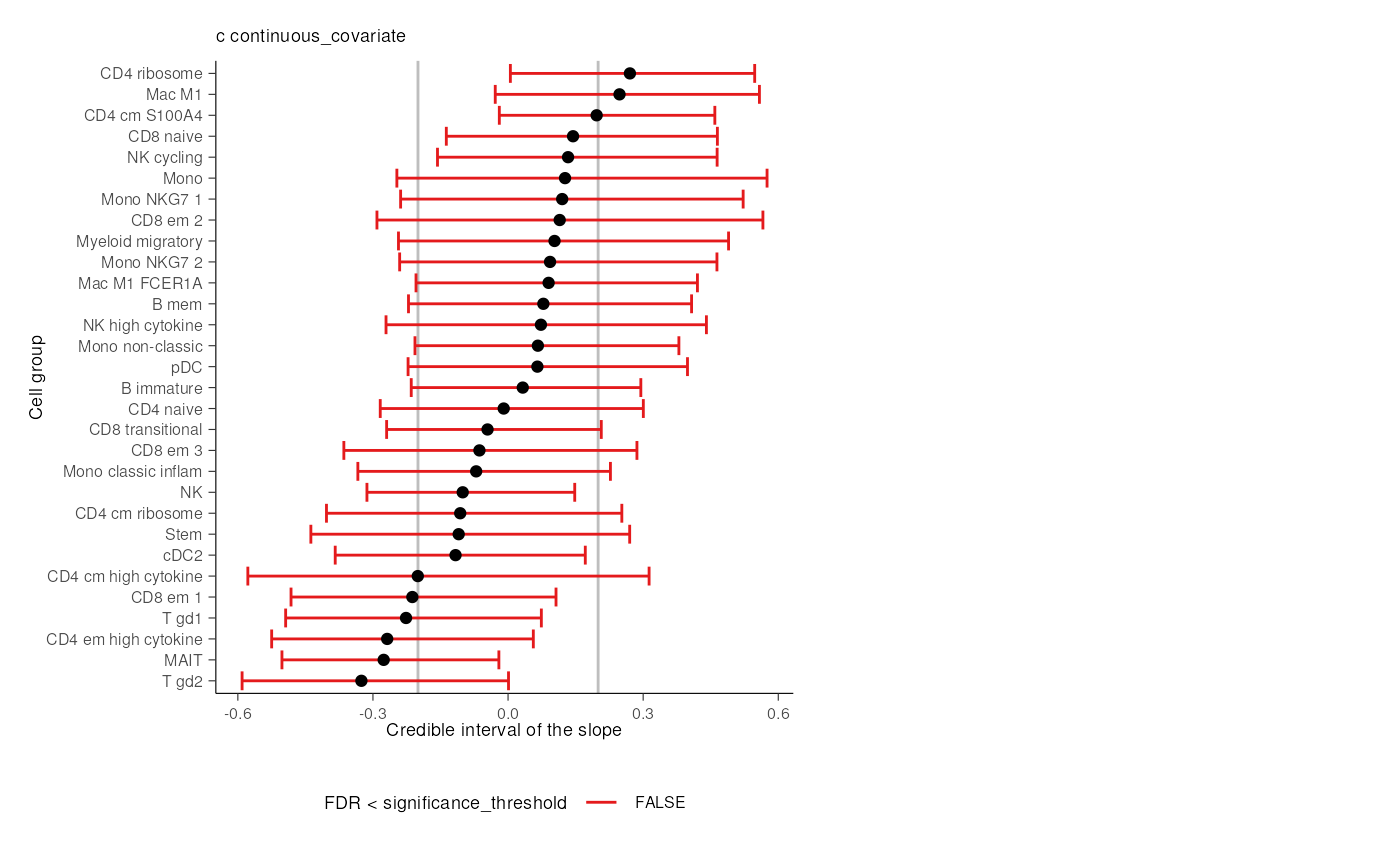 c continuous_covariate
CD4 ribosome
Mac M1
CD4 cm S100A4
CD8 naive
NK cycling
Mono
Mono NKG7 1
CD8 em 2
Myeloid migratory
Mono NKG7 2
Mac M1 FCER1A
B mem
NK high cytokine
Mono non-classic
pDC
B immature
CD4 naive
CD8 transitional
CD8 em 3
Mono classic inflam
NK
CD4 cm ribosome
Stem
cDC2
CD4 cm high cytokine
CD8 em 1
T gd1
CD4 em high cytokine
MAIT
T gd2
Cell group
-0.6 -0.3 0.0 0.3 0.6
Credible interval of the slope
FDR < significance_threshold FALSE